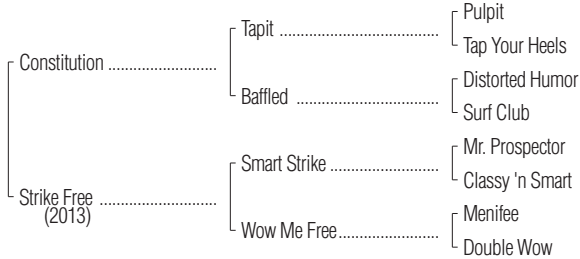 Pulpit
Tapit ............................
Tap Your Heels
Constitution ...........................
Distorted Humor
Baffled ....................................
Surf Club
Mr. Prospector
Smart Strike ...........................
Classy 'n Smart
Strike Free .............................
(2013)
Menifee
Wow Me Free.........................
Double Wow